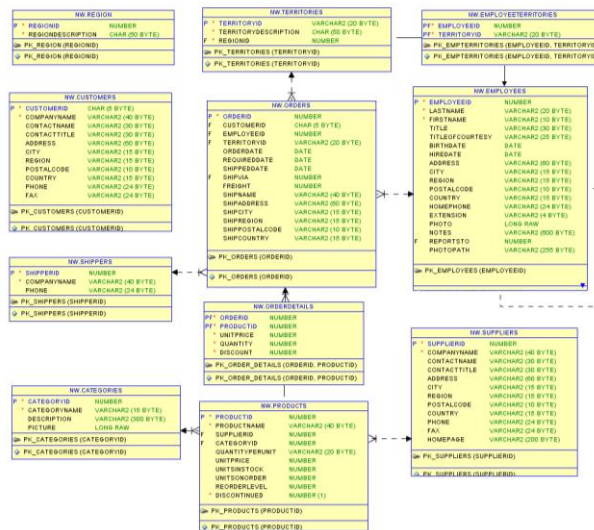 NW.REGION
P * REGIONID NUMBER
* REGIONDESCRIPTION CHAR (50 BYTE)
PK_REGION (REGIONID)
PK_REGION (REGIONID)
NW.TERRITORIES
P * TERRITORYID VARCHAR2 (20 BYTE)
* TERRITORYDESCRIPTION CHAR (50 BYTE)
F * REGIONID NUMBER
PK_TERRITORIES (TERRITORYID)
PK_TERRITORIES (TERRITORYID)
NW.EMPLOYEETERRITORIES
PF* EMPLOYEEID NUMBER
PF* TERRITORYID VARCHAR2 (20 BYTE)
PK_EMPTERRITORIES (EMPLOYEEID, TERRITORYID
PK_EMPTERRITORIES (EMPLOYEEID, TERRITORYID
NW.CUSTOMERS
P * CUSTOMERID CHAR (5 BYTE)
* COMPANYNAME VARCHAR2 (40 BYTE)
CONTACTNAME VARCHAR2 (30 BYTE)
CONTACTTITLE VARCHAR2 (30 BYTE)
ADDRESS VARCHAR2 (60 BYTE)
CITY VARCHAR2 (15 BYTE)
REGION VARCHAR2 (15 BYTE)
POSTALCODE VARCHAR2 (10 BYTE)
COUNTRY VARCHAR2 (15 BYTE)
PHONE VARCHAR2 (24 BYTE)
FAX VARCHAR2 (24 BYTE)
PK_CUSTOMERS (CUSTOMERID)
PK_CUSTOMERS (CUSTOMERID)
NW.ORDERS
P * ORDERID NUMBER
F CUSTOMERID CHAR (5 BYTE)
F EMPLOYEEID NUMBER
F TERRITORYID VARCHAR2 (20 BYTE)
ORDERDATE DATE
REQUIREDDATE DATE
SHIPPEDDATE DATE
F SHIPVIA NUMBER
FREIGHT NUMBER
SHIPNAME VARCHAR2 (40 BYTE)
SHIPADDRESS VARCHAR2 (60 BYTE)
SHIPCITY VARCHAR2 (15 BYTE)
SHIPREGION VARCHAR2 (15 BYTE)
SHIPPOSTALCODE VARCHAR2 (10 BYTE)
SHIPCOUNTRY VARCHAR2 (15 BYTE)
PK_ORDERS (ORDERID)
PK_ORDERS (ORDERID)
NW.EMPLOYEES
P * EMPLOYEEID NUMBER
* LASTNAME VARCHAR2 (20 BYTE)
* FIRSTNAME VARCHAR2 (10 BYTE)
TITLE VARCHAR2 (30 BYTE)
TITLEOFCOURTESY VARCHAR2 (25 BYTE)
BIRTHDATE DATE
HIREDATE DATE
ADDRESS VARCHAR2 (60 BYTE)
CITY VARCHAR2 (15 BYTE)
REGION VARCHAR2 (15 BYTE)
POSTALCODE VARCHAR2 (10 BYTE)
COUNTRY VARCHAR2 (15 BYTE)
HOMEPHONE VARCHAR2 (24 BYTE)
EXTENSION VARCHAR2 (4 BYTE)
PHOTO LONG RAW
NOTES VARCHAR2 (600 BYTE)
F REPORTSTO NUMBER
PHOTOPATH VARCHAR2 (255 BYTE)
PK_EMPLOYEES (EMPLOYEEID)
NW.SHIPPERS
P * SHIPPERID NUMBER
* COMPANYNAME VARCHAR2 (40 BYTE)
PHONE VARCHAR2 (24 BYTE)
PK_SHIPPERS (SHIPPERID)
PK_SHIPPERS (SHIPPERID)
NW.ORDERDETAILS
PF* ORDERID NUMBER
PF* PRODUCTID NUMBER
* UNITPRICE NUMBER
* QUANTITY NUMBER
* DISCOUNT NUMBER
PK_ORDER_DETAILS (ORDERID, PRODUCTID)
PK_ORDER_DETAILS (ORDERID, PRODUCTID)
NW.CATEGORIES
P * CATEGORYID NUMBER
* CATEGORYNAME VARCHAR2 (15 BYTE)
DESCRIPTION VARCHAR2 (300 BYTE)
PICTURE LONG RAW
PK_CATEGORIES (CATEGORYID)
PK_CATEGORIES (CATEGORYID)
NW.PRODUCTS
P * PRODUCTID NUMBER
* PRODUCTNAME VARCHAR2 (40 BYTE)
F SUPPLIERID NUMBER
F CATEGORYID NUMBER
QUANTITYPERUNIT VARCHAR2 (20 BYTE)
UNITPRICE NUMBER
UNITSINSTOCK NUMBER
UNITSONORDER NUMBER
REORDERLEVEL NUMBER
* DISCONTINUED NUMBER (1)
PK_PRODUCTS (PRODUCTID)
PK_PRODUCTS (PRODUCTID)
NW.SUPPLIERS
P * SUPPLIERID NUMBER
* COMPANYNAME VARCHAR2 (40 BYTE)
CONTACTNAME VARCHAR2 (30 BYTE)
CONTACTTITLE VARCHAR2 (30 BYTE)
ADDRESS VARCHAR2 (60 BYTE)
CITY VARCHAR2 (15 BYTE)
REGION VARCHAR2 (15 BYTE)
POSTALCODE VARCHAR2 (10 BYTE)
COUNTRY VARCHAR2 (15 BYTE)
PHONE VARCHAR2 (24 BYTE)
FAX VARCHAR2 (24 BYTE)
HOMEPAGE VARCHAR2 (200 BYTE)
PK_SUPPLIERS (SUPPLIERID)
PK_SUPPLIERS (SUPPLIERID)